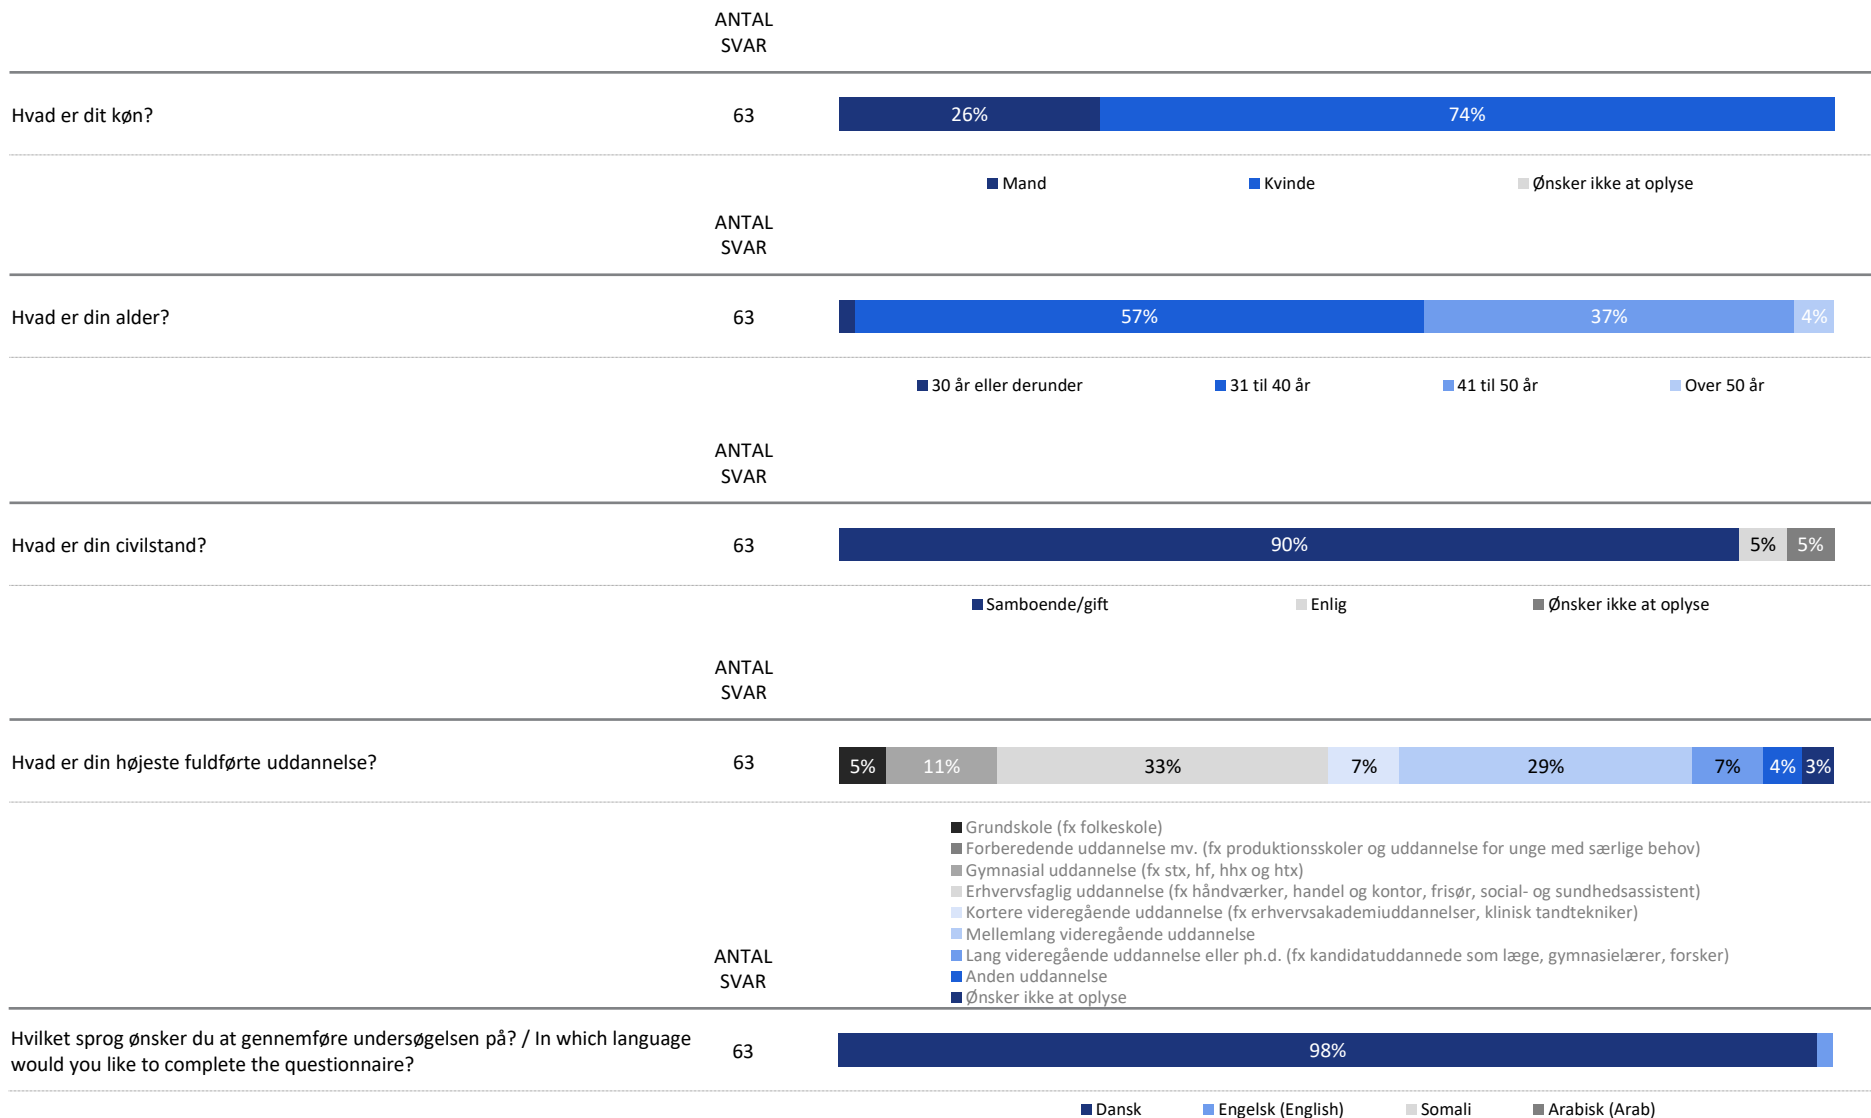 ANTAL
SVAR
Hvad er dit køn? 63 26% 74%
Mand Kvinde Ønsker ikke at oplyse
ANTAL
SVAR
Hvad er din alder? 63 57% 37% 4%
30 år eller derunder 31 til 40 år 41 til 50 år Over 50 år
ANTAL
SVAR
Hvad er din civilstand? 63 90% 5% 5%
Samboende/gift Enlig Ønsker ikke at oplyse
ANTAL
SVAR
Hvad er din højeste fuldførte uddannelse? 63 5% 11% 33% 7% 29% 7% 4% 3%
Grundskole (fx folkeskole)
Forberedende uddannelse mv. (fx produktionsskoler og uddannelse for unge med særlige behov)
Gymnasial uddannelse (fx stx, hf, hhx og htx)
Erhvervsfaglig uddannelse (fx håndværker, handel og kontor, frisør, social- og sundhedsassistent)
Kortere videregående uddannelse (fx erhvervsakademiuddannelser, klinisk tandtekniker)
Mellemlang videregående uddannelse
Lang videregående uddannelse eller ph.d. (fx kandidatuddannede som læge, gymnasielærer, forsker)
Anden uddannelse
Ønsker ikke at oplyse
ANTAL
SVAR
Hvilket sprog ønsker du at gennemføre undersøgelsen på? / In which language
would you like to complete the questionnaire? 63 98%
Dansk Engelsk (English) Somali Arabisk (Arab)